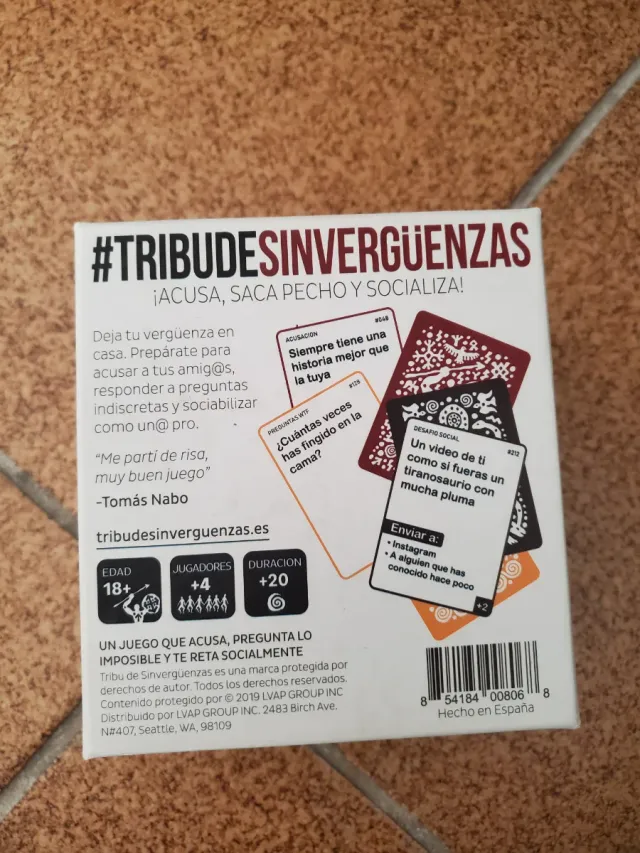 #TRIBUDESINVERGÜENZAS
¡ACUSA, SACA PECHO Y SOCIALIZA!
Deja tu vergüenza en
casa. Prepárate para
acusar a tus amig@s,
responder a preguntas
indiscretas y sociabilizar
como un@ pro.
“Me partí de risa,
muy buen juego”
-Tomás Nabo
tribudesinverguenzas.es
EDAD
18+
JUGADORES
+4
DURACION
+20
UN JUEGO QUE ACUSA, PREGUNTA LO
IMPOSIBLE Y TE RETA SOCIALMENTE
Tribu de Sinvergüenzas es una marca protegida por
derechos de autor. Todos los derechos reservados.
Contenido protegido por © 2019 LVAP GROUP INC
Distribuido por LVAP GROUP INC. 2483 Birch Ave.
N#407, Seattle, WA, 98109
ACUSACION
#048
Siempre tiene una
historia mejor que
la tuya
PREGUNTAS WTF
#129
¿Cuántas veces
has fingido en la
cama?
DESAFIO SOCIAL
#212
Un video de ti
como si fueras un
tiranosaurio con
mucha pluma
Enviar a:
• Instagram
• A alguien que has
conocido hace poco
+2
8 54184 00806 8
Hecho en España